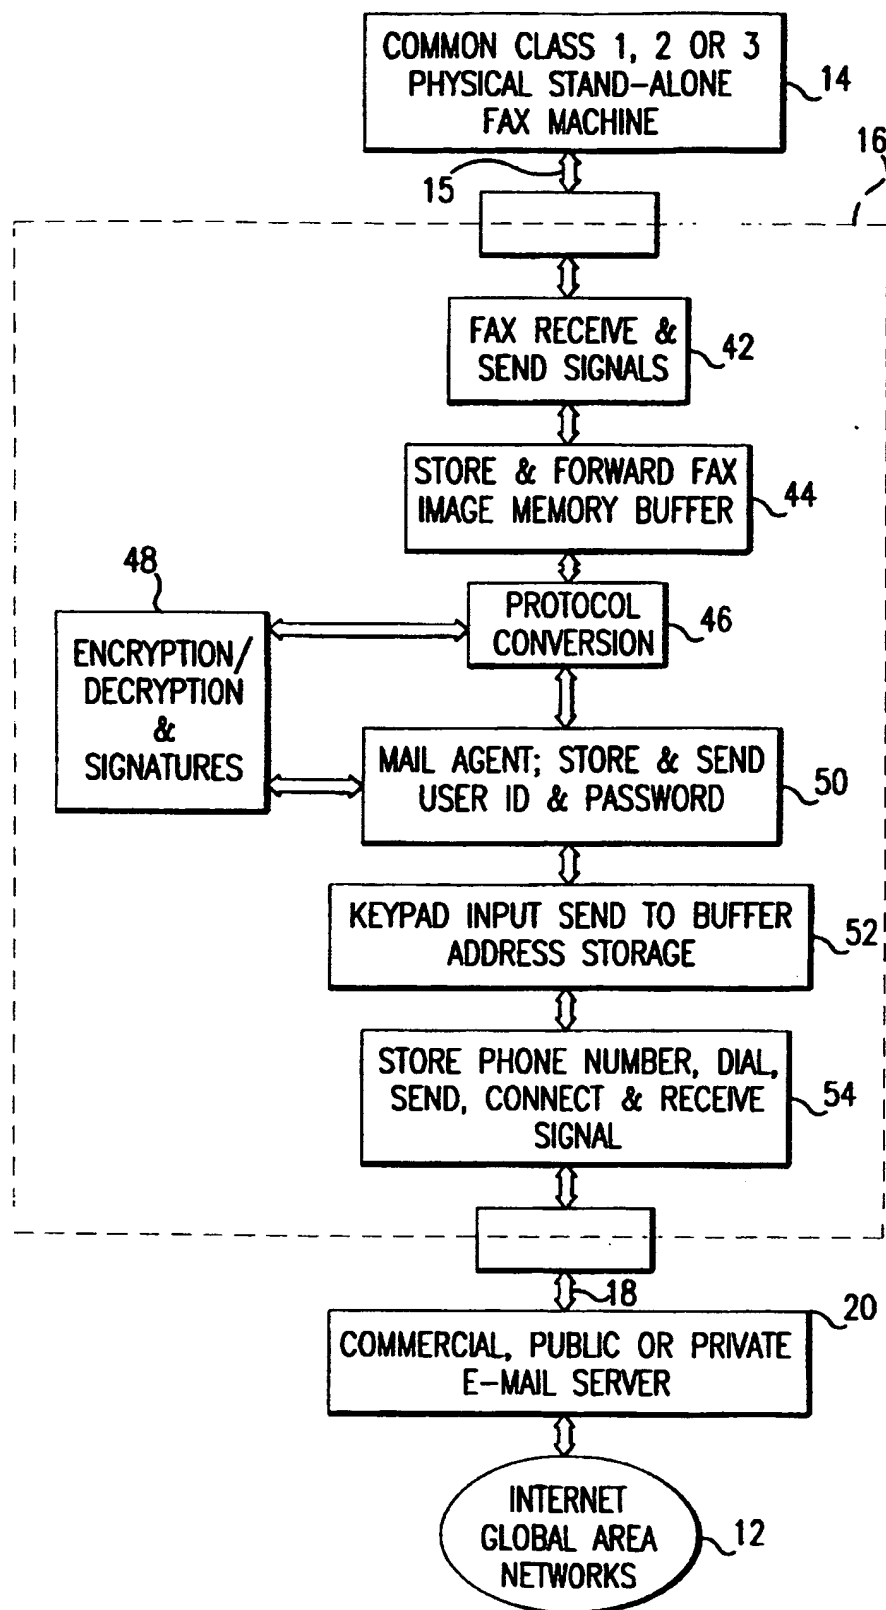 COMMON CLASS 1, 2 OR 3
PHYSICAL STAND-ALONE
FAX MACHINE
14
15
16
FAX RECEIVE &
SEND SIGNALS
42
STORE & FORWARD FAX
IMAGE MEMORY BUFFER
44
48
ENCRYPTION/
DECRYPTION
&
SIGNATURES
PROTOCOL
CONVERSION
46
MAIL AGENT; STORE & SEND
USER ID & PASSWORD
50
KEYPAD INPUT SEND TO BUFFER
ADDRESS STORAGE
52
STORE PHONE NUMBER, DIAL,
SEND, CONNECT & RECEIVE
SIGNAL
54
18
20
COMMERCIAL, PUBLIC OR PRIVATE
E-MAIL SERVER
INTERNET
GLOBAL AREA
NETWORKS
12